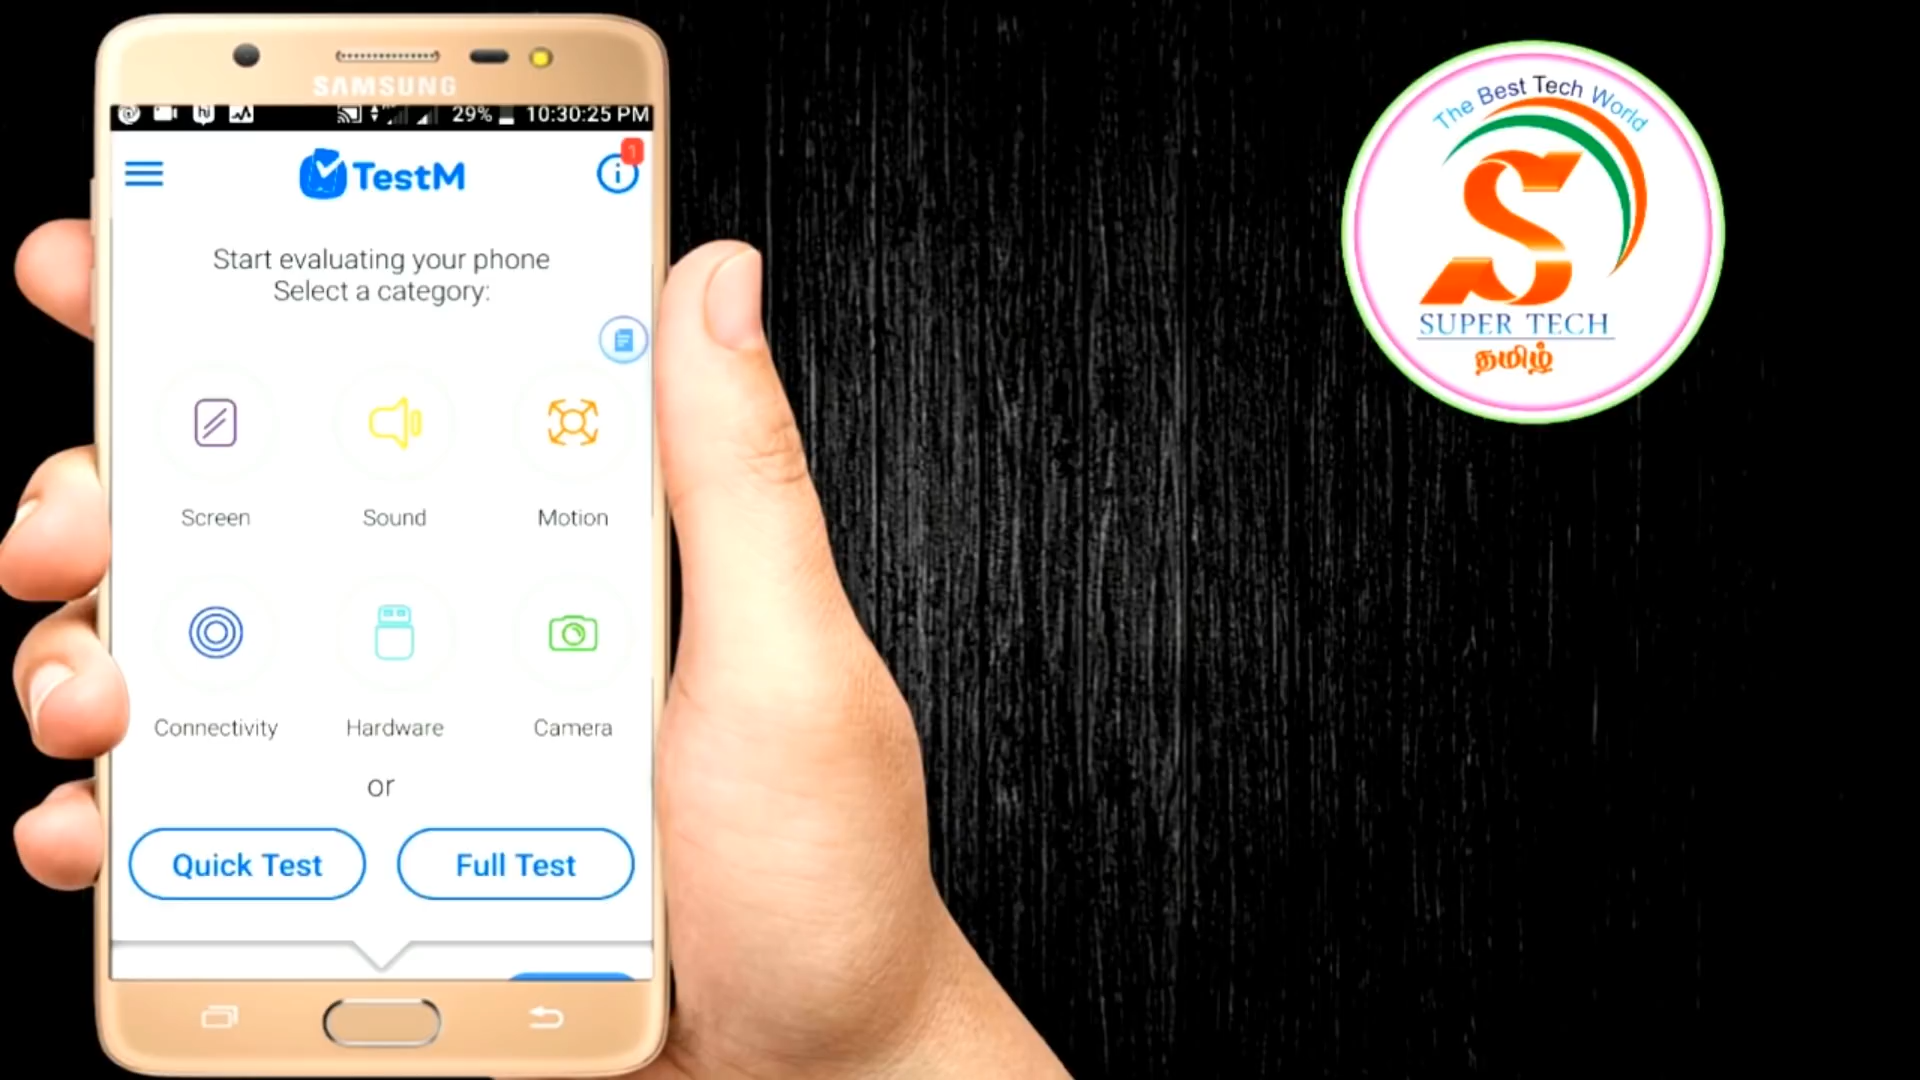 SAMSUNG
29% 10:30:25 PM
TestM
1
Start evaluating your phone
Select a category:
Screen Sound Motion
Connectivity Hardware Camera
or
Quick Test Full Test
The Best Tech World
S
SUPER TECH
தமிழ்